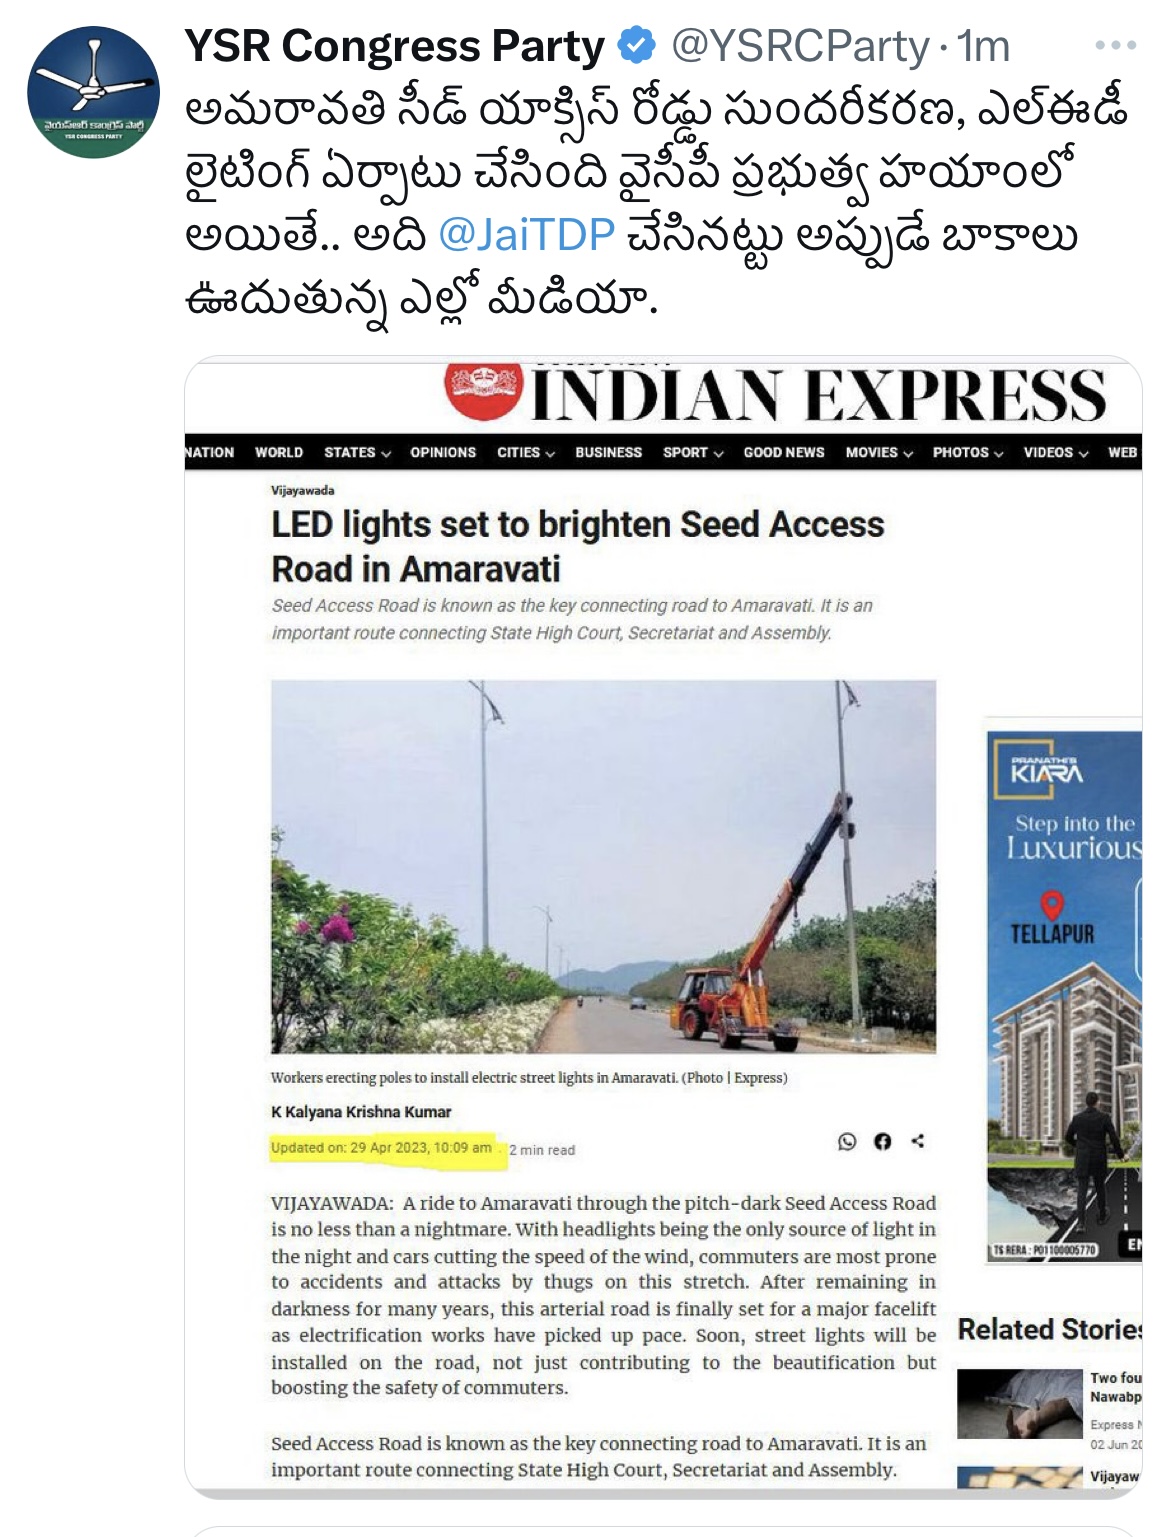 YSR Congress Party @YSRCParty · 1m
వైయస్ఆర్ కాంగ్రెస్ పార్టీ
YSR CONGRESS PARTY
అమరావతి సీడ్ యాక్సిస్ రోడ్డు సుందరీకరణ, ఎల్ఈడీ
లైటింగ్ ఏర్పాటు చేసింది వైసీపీ ప్రభుత్వ హయాంలో
అయితే.. అది @JaiTDP చేసినట్టు అప్పుడే బాకాలు
ఊదుతున్న ఎల్లో మీడియా.
INDIAN EXPRESS
NATION WORLD STATES OPINIONS CITIES BUSINESS SPORT GOOD NEWS MOVIES PHOTOS VIDEOS WEB
Vijayawada
LED lights set to brighten Seed Access
Road in Amaravati
Seed Access Road is known as the key connecting road to Amaravati. It is an
important route connecting State High Court, Secretariat and Assembly.
Workers erecting poles to install electric street lights in Amaravati. (Photo | Express)
K Kalyana Krishna Kumar
Updated on: 29 Apr 2023, 10:09 am · 2 min read
VIJAYAWADA: A ride to Amaravati through the pitch-dark Seed Access Road
is no less than a nightmare. With headlights being the only source of light in
the night and cars cutting the speed of the wind, commuters are most prone
to accidents and attacks by thugs on this stretch. After remaining in
darkness for many years, this arterial road is finally set for a major facelift
as electrification works have picked up pace. Soon, street lights will be
installed on the road, not just contributing to the beautification but
boosting the safety of commuters.
Seed Access Road is known as the key connecting road to Amaravati. It is an
important route connecting State High Court, Secretariat and Assembly.
PRANATHI'S
KIARA
Step into the
Luxurious
TELLAPUR
TS RERA : P01100005770
EN
Related Stories
Two fou
Nawabp
Express N
02 Jun 20
Vijayaw